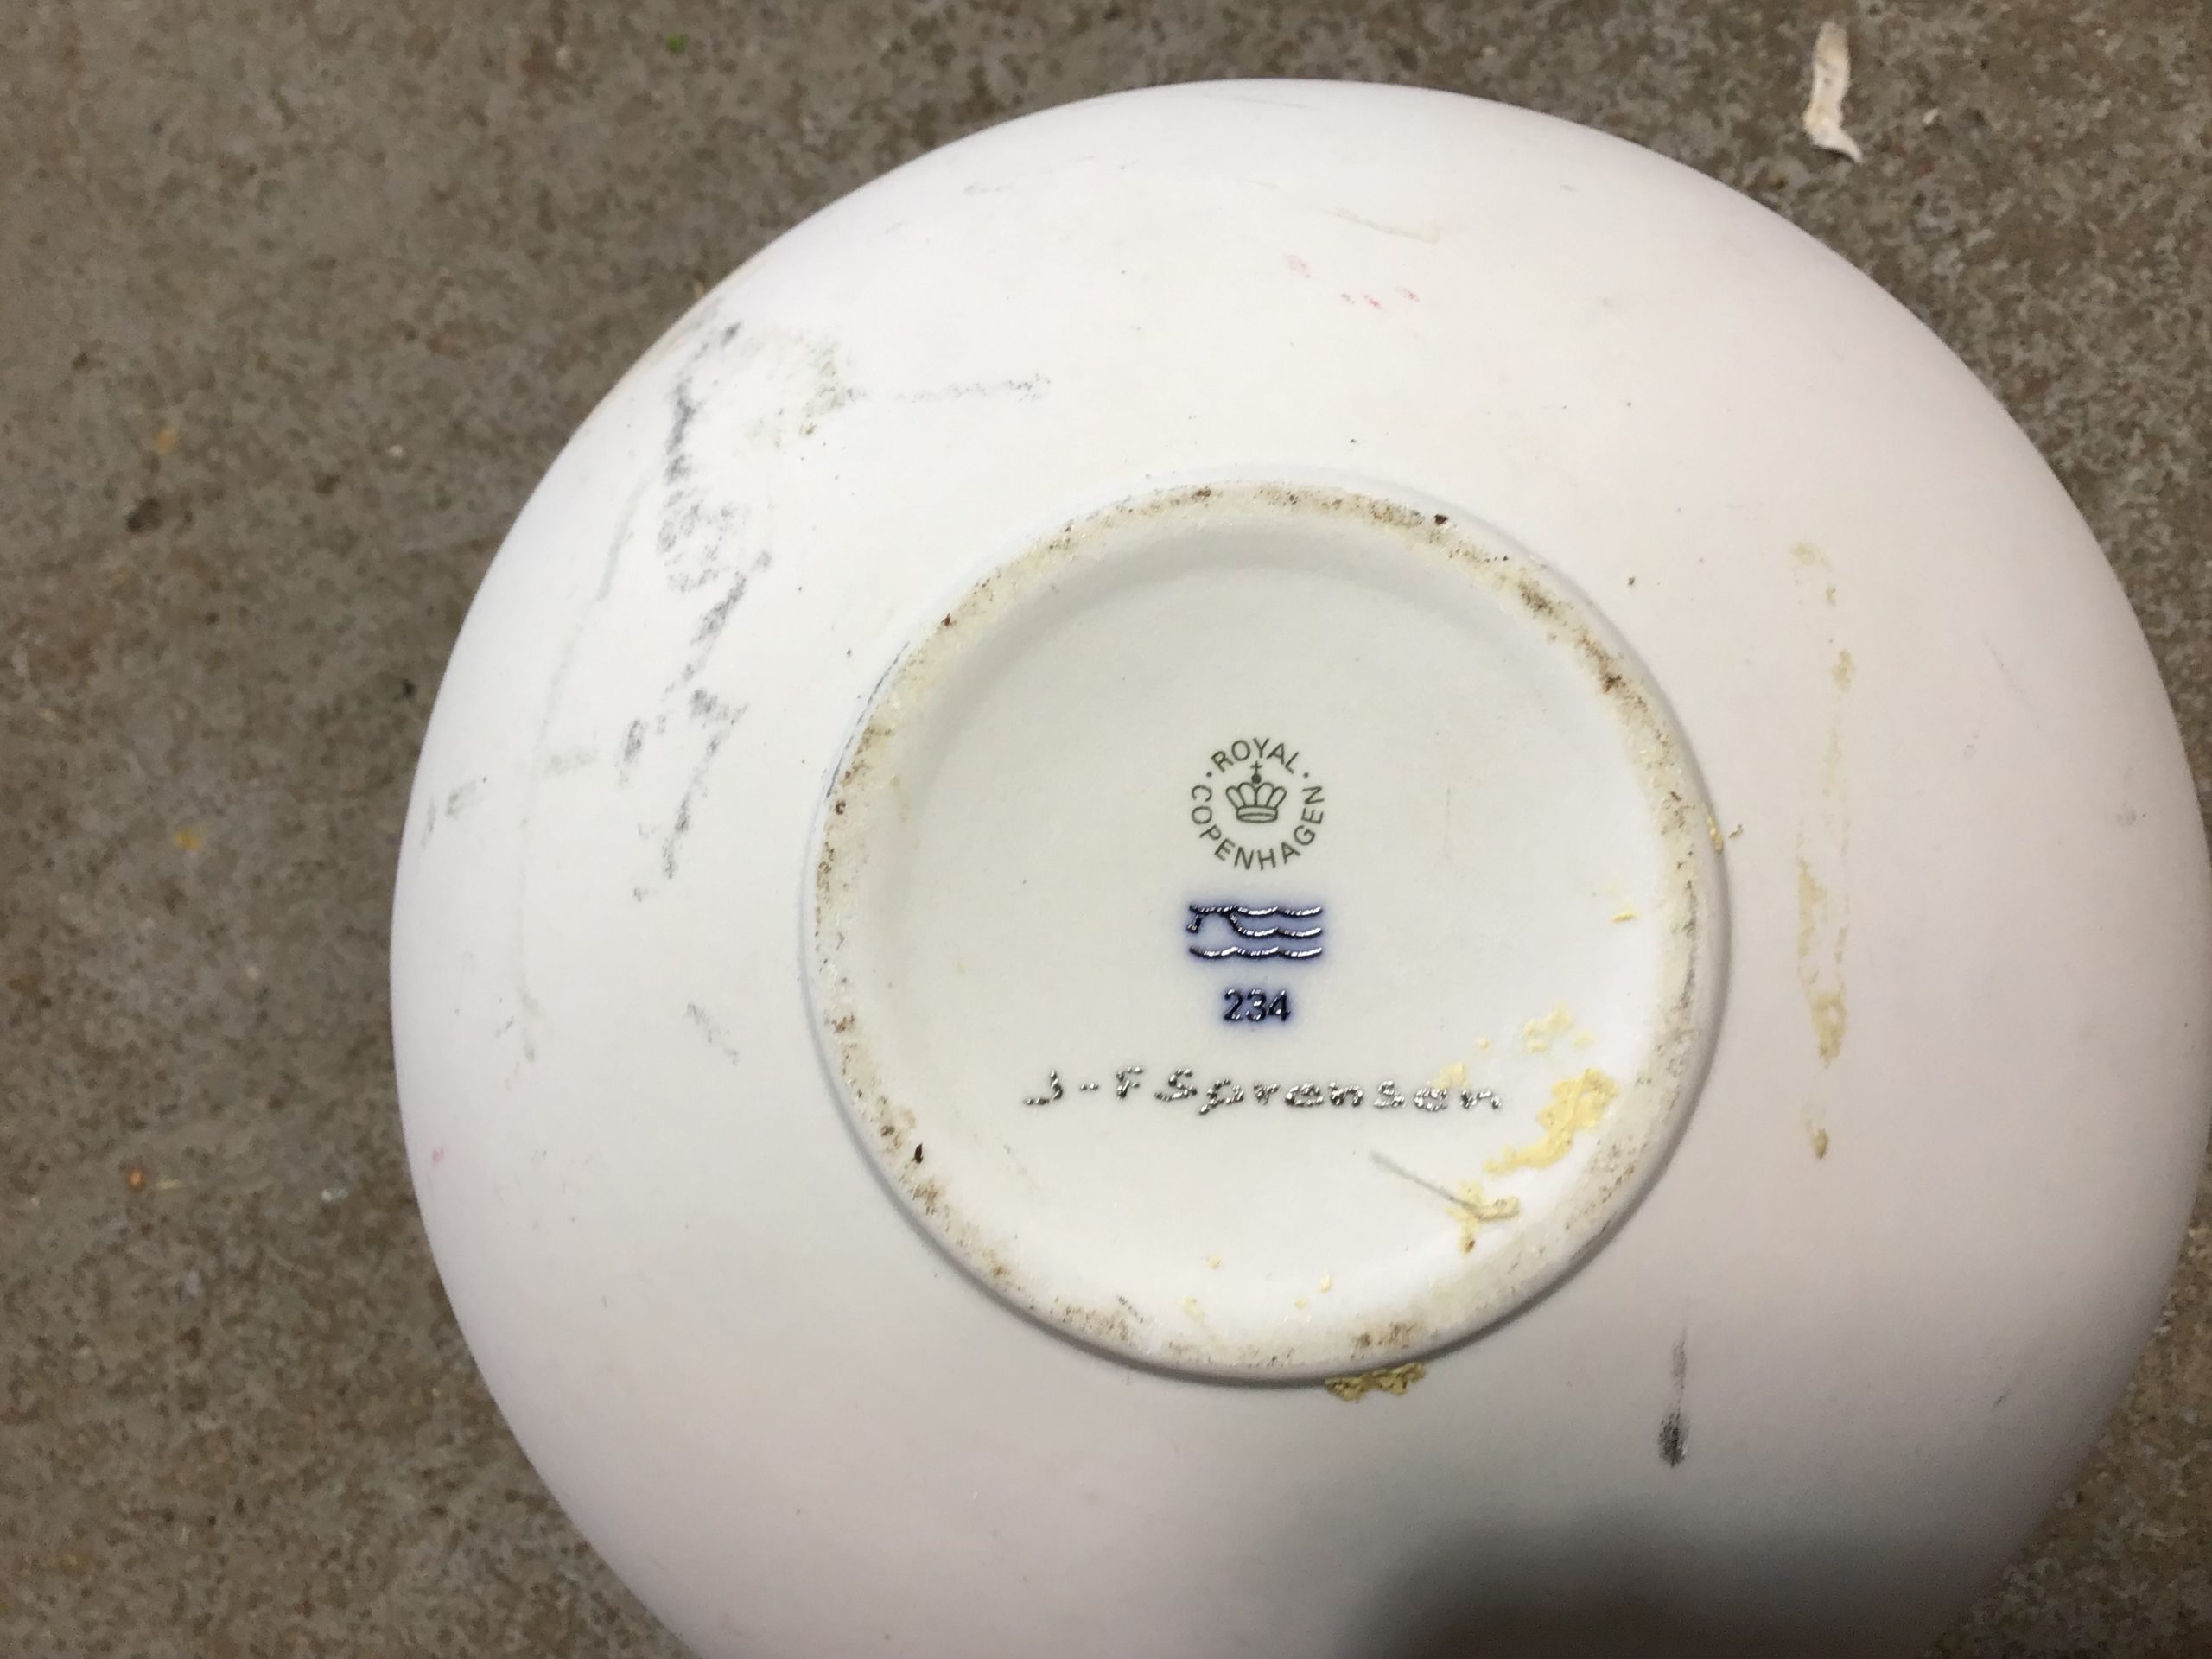 ROYAL COPENHAGEN
234
J-F Sørensen